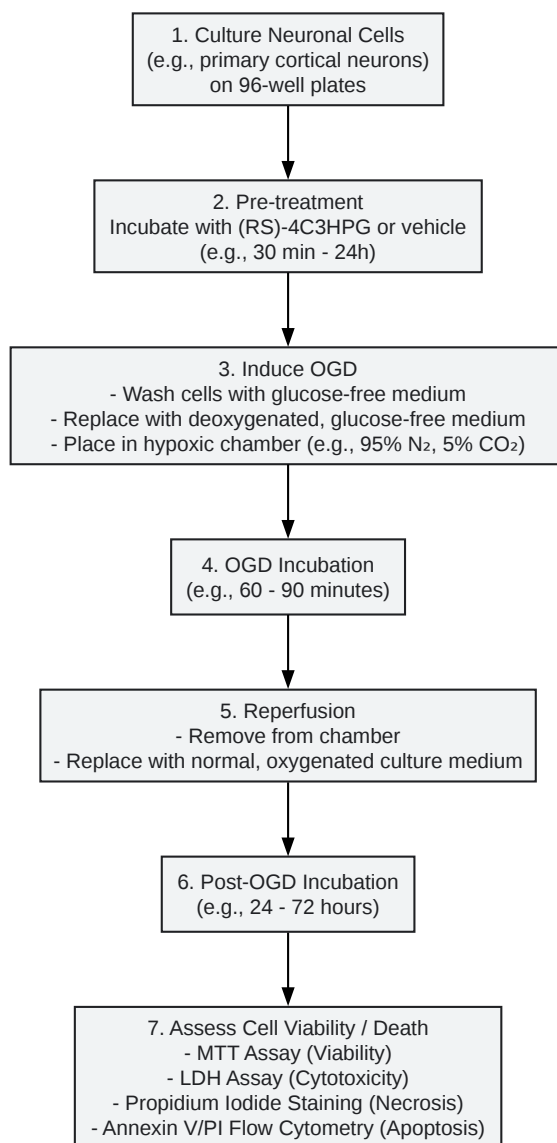 1. Culture Neuronal Cells
(e.g., primary cortical neurons)
on 96-well plates
2. Pre-treatment
Incubate with (RS)-4C3HPG or vehicle
(e.g., 30 min - 24h)
3. Induce OGD
- Wash cells with glucose-free medium
- Replace with deoxygenated, glucose-free medium
- Place in hypoxic chamber (e.g., 95% N₂, 5% CO₂)
4. OGD Incubation
(e.g., 60 - 90 minutes)
5. Reperfusion
- Remove from chamber
- Replace with normal, oxygenated culture medium
6. Post-OGD Incubation
(e.g., 24 - 72 hours)
7. Assess Cell Viability / Death
- MTT Assay (Viability)
- LDH Assay (Cytotoxicity)
- Propidium Iodide Staining (Necrosis)
- Annexin V/PI Flow Cytometry (Apoptosis)